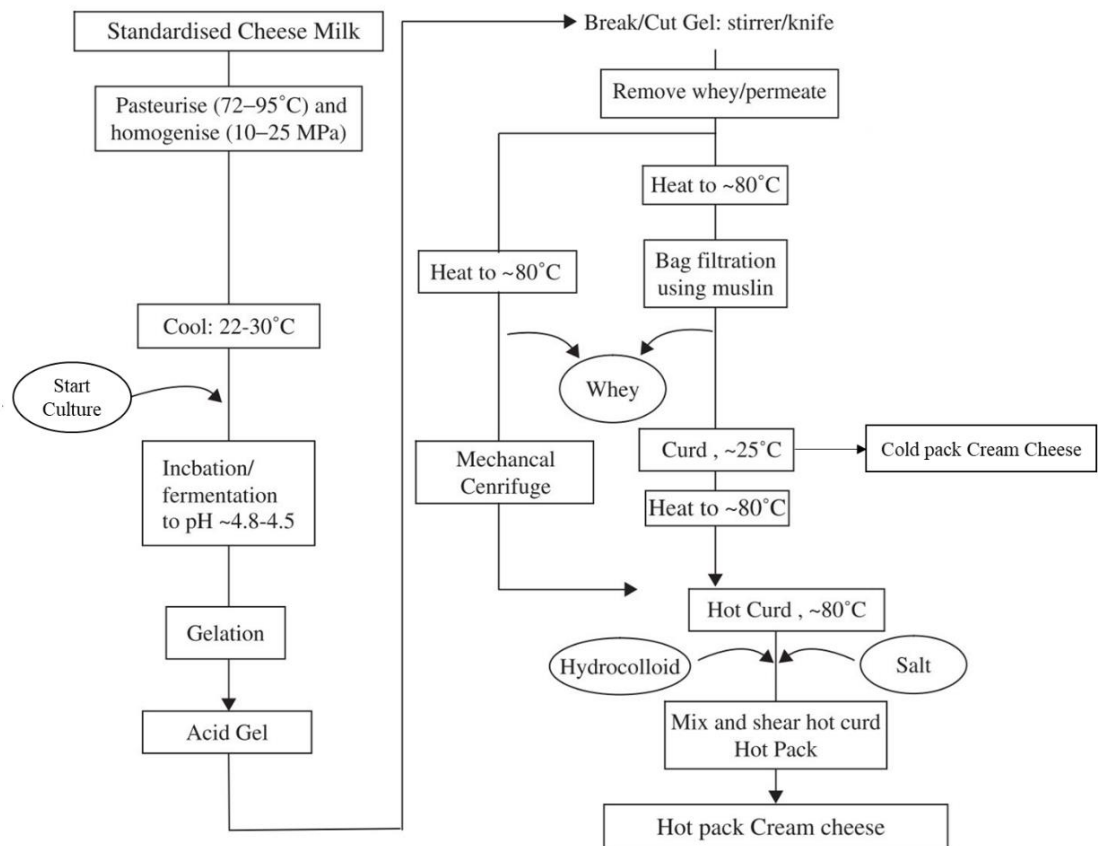 Standardised Cheese Milk
Pasteurise (72–95°C) and
homogenise (10–25 MPa)
Cool: 22-30°C
Start
Culture
Incbation/
fermentation
to pH ~4.8-4.5
Gelation
Acid Gel
Break/Cut Gel: stirrer/knife
Remove whey/permeate
Heat to ~80°C
Heat to ~80°C
Bag filtration
using muslin
Whey
Mechancal
Cenrifuge
Curd , ~25°C
Cold pack Cream Cheese
Heat to ~80°C
Hot Curd , ~80°C
Hydrocolloid
Salt
Mix and shear hot curd
Hot Pack
Hot pack Cream cheese